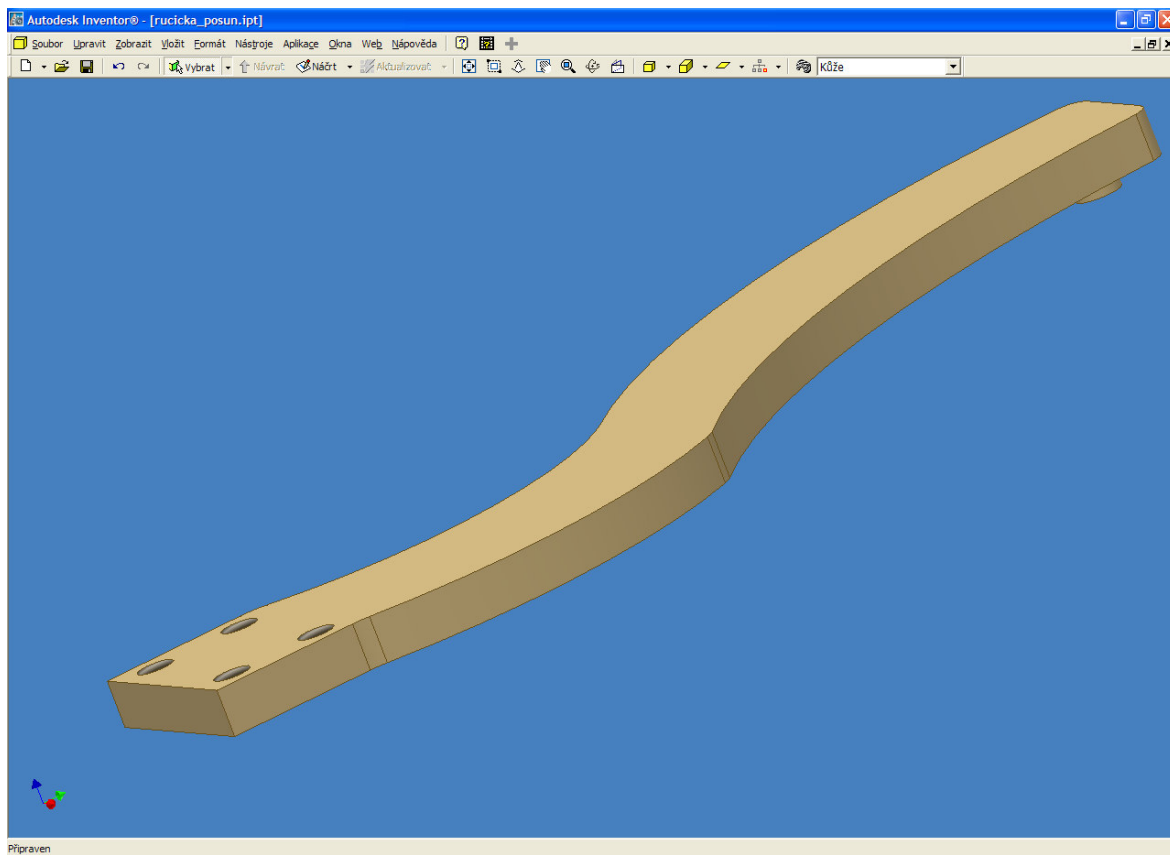 Autodesk Inventor® - [rucicka_posun.ipt]
Soubor Upravit Zobrazit Vložit Formát Nástroje Aplikace Okna Web Nápověda
Vybrat Návrat Náčrt Aktualizovat Kůže
Připraven